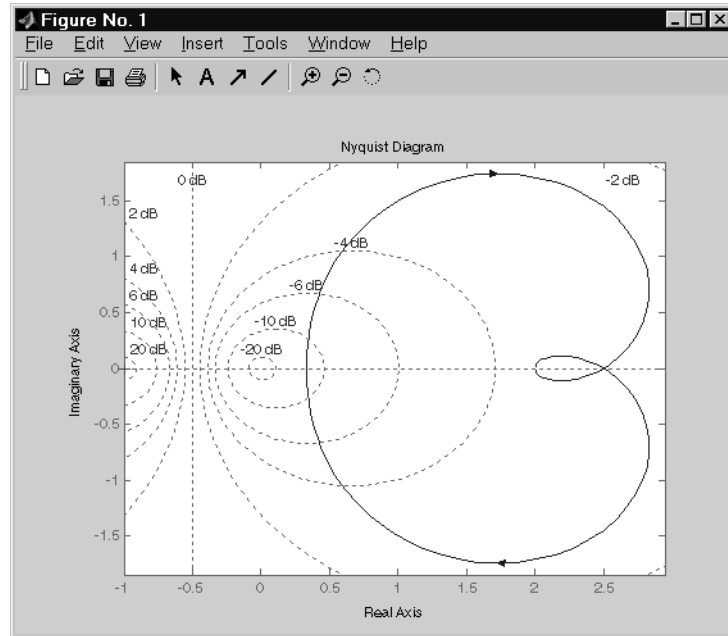 Figure No. 1
File Edit View Insert Tools Window Help
A
Nyquist Diagram
0 dB
-2 dB
2 dB
-4 dB
4 dB
-6 dB
6 dB
-10 dB
10 dB
-20 dB
20 dB
1.5
1
0.5
0
-0.5
-1
-1.5
Imaginary Axis
-1 -0.5 0 0.5 1 1.5 2 2.5
Real Axis